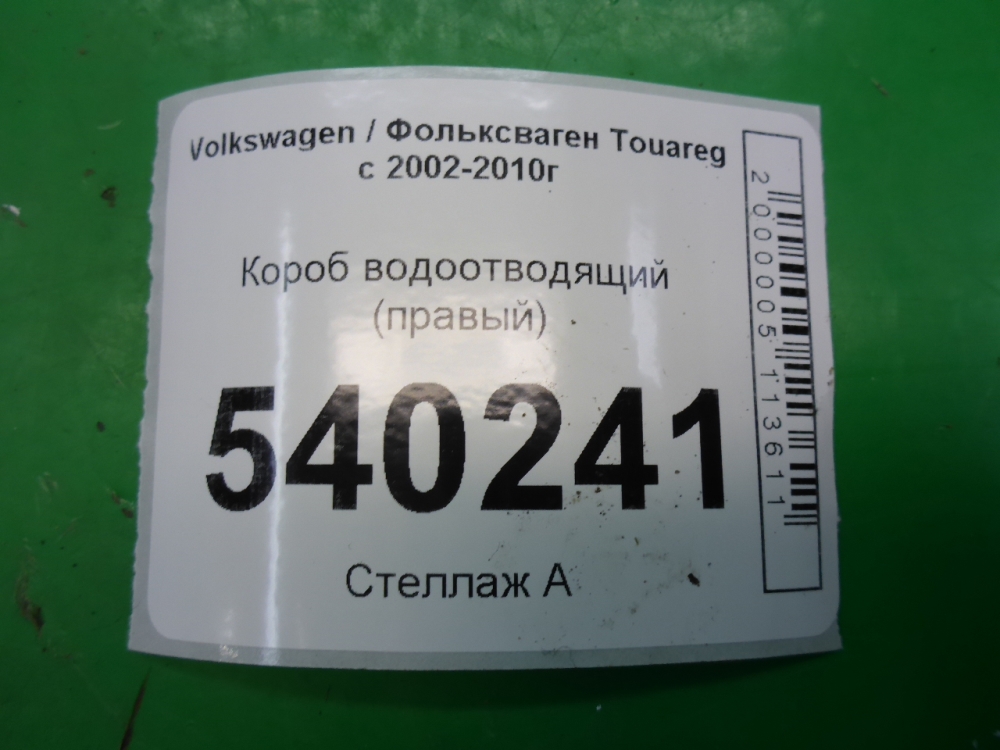 Volkswagen / Фольксваген Touareg
с 2002-2010г
Короб водоотводящий
(правый)
540241
Стеллаж А
2000005113611